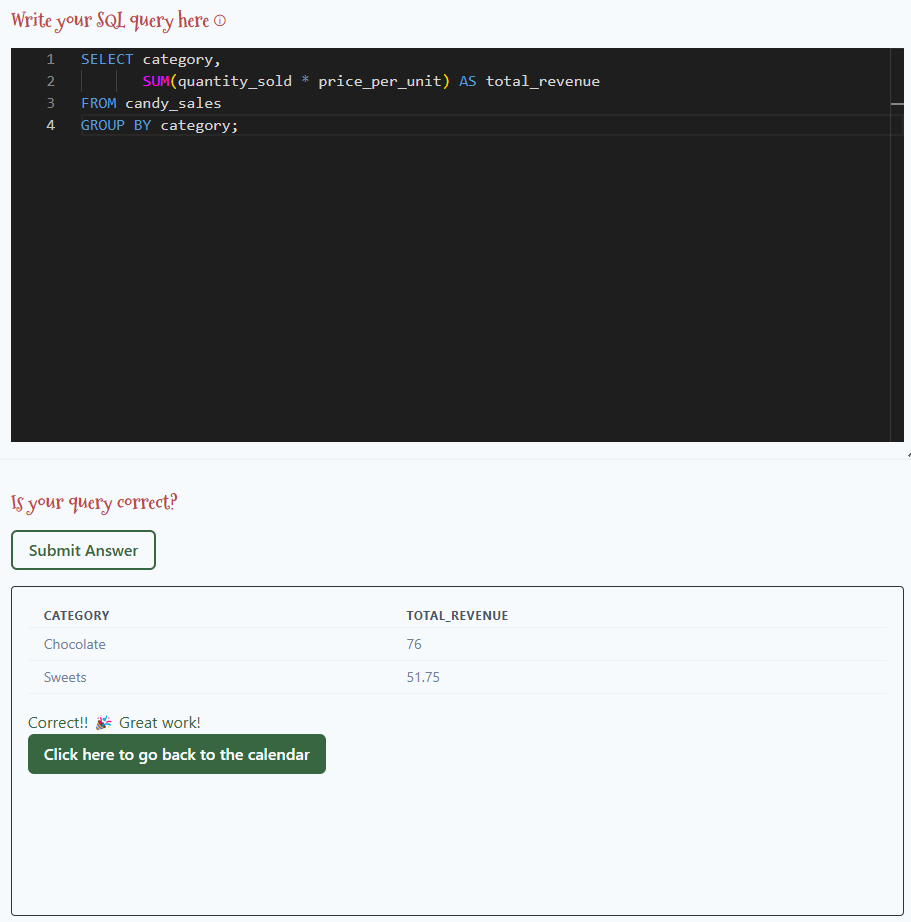 Write your SQL query here ⓘ
1 SELECT category,
2 SUM(quantity_sold * price_per_unit) AS total_revenue
3 FROM candy_sales
4 GROUP BY category;
Is your query correct?
Submit Answer
CATEGORY TOTAL_REVENUE
Chocolate 76
Sweets 51.75
Correct!! 🎉 Great work!
Click here to go back to the calendar